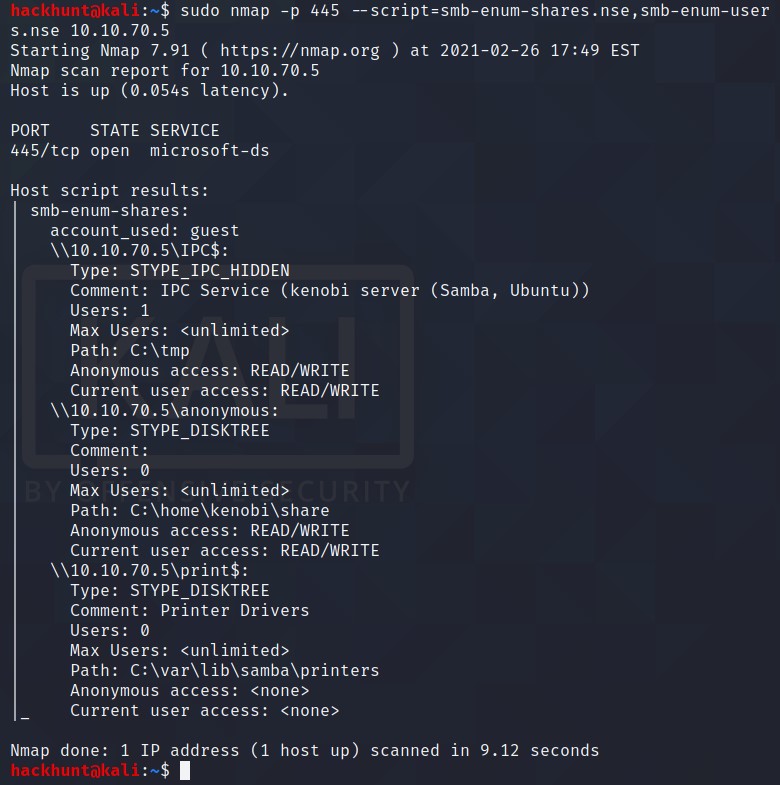 hackhunt@kali:~$ sudo nmap -p 445 --script=smb-enum-shares.nse,smb-enum-user
s.nse 10.10.70.5
Starting Nmap 7.91 ( https://nmap.org ) at 2021-02-26 17:49 EST
Nmap scan report for 10.10.70.5
Host is up (0.054s latency).

PORT    STATE SERVICE
445/tcp open  microsoft-ds

Host script results:
| smb-enum-shares:
|   account_used: guest
|   \\10.10.70.5\IPC$:
|     Type: STYPE_IPC_HIDDEN
|     Comment: IPC Service (kenobi server (Samba, Ubuntu))
|     Users: 1
|     Max Users: <unlimited>
|     Path: C:\tmp
|     Anonymous access: READ/WRITE
|     Current user access: READ/WRITE
|   \\10.10.70.5\anonymous:
|     Type: STYPE_DISKTREE
|     Comment:
|     Users: 0
|     Max Users: <unlimited>
|     Path: C:\home\kenobi\share
|     Anonymous access: READ/WRITE
|     Current user access: READ/WRITE
|   \\10.10.70.5\print$:
|     Type: STYPE_DISKTREE
|     Comment: Printer Drivers
|     Users: 0
|     Max Users: <unlimited>
|     Path: C:\var\lib\samba\printers
|     Anonymous access: <none>
|_    Current user access: <none>

Nmap done: 1 IP address (1 host up) scanned in 9.12 seconds
hackhunt@kali:~$
KALI
BY OFFENSIVE SECURITY